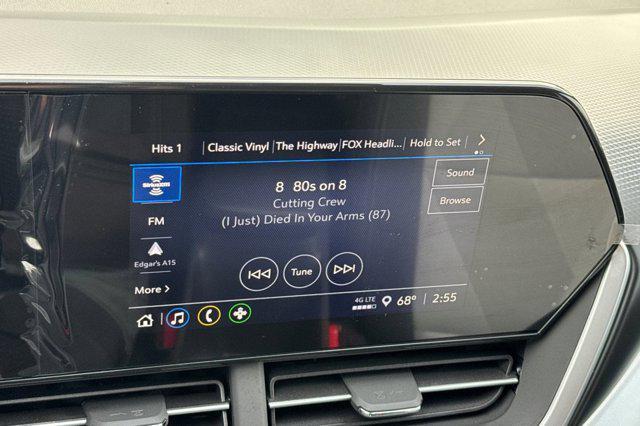 Hits 1 Classic Vinyl The Highway FOX Headli... Hold to Set
SiriusXM
8 80s on 8
Sound
Cutting Crew
Browse
FM
(I Just) Died In Your Arms (87)
Edgar's A15
Tune
More
4G LTE 68° 2:55